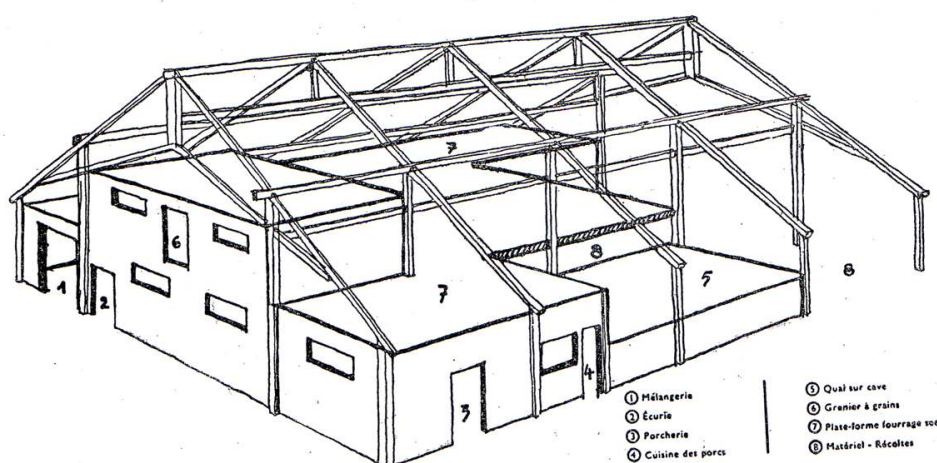 7
6
8
7
5
8
1
2
4
3
① Mélangerie
② Écurie
③ Porcherie
④ Cuisine des porcs
⑤ Quai sur cave
⑥ Grenier à grains
⑦ Plate-forme fourrage
⑧ Matériel - Récoltes